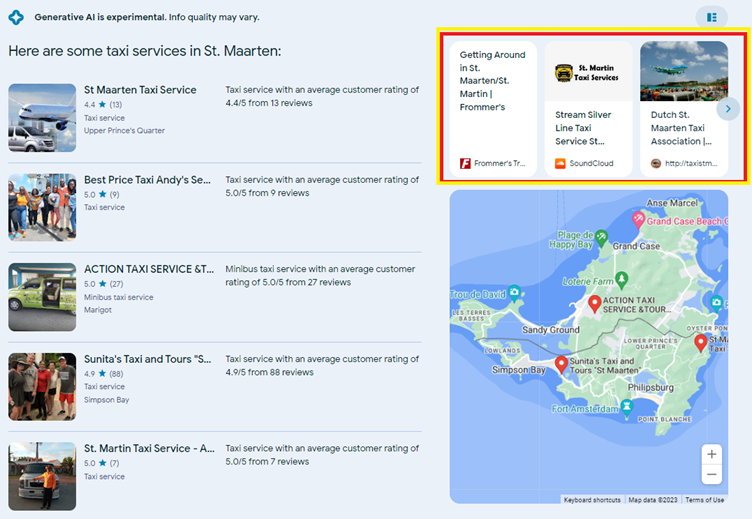 Generative AI is experimental. Info quality may vary.
Here are some taxi services in St. Maarten:
St Maarten Taxi Service
4.4 ★ (13)
Taxi service
Upper Prince's Quarter
Taxi service with an average customer rating of
4.4/5 from 13 reviews
Best Price Taxi Andy's Se...
5.0 ★ (9)
Taxi service
Taxi service with an average customer rating of
5.0/5 from 9 reviews
ACTION TAXI SERVICE &T...
5.0 ★ (27)
Minibus taxi service
Marigot
Minibus taxi service with an average customer
rating of 5.0/5 from 27 reviews
Sunita's Taxi and Tours "S...
4.9 ★ (88)
Taxi service
Simpson Bay
Taxi service with an average customer rating of
4.9/5 from 88 reviews
St. Martin Taxi Service - A...
5.0 ★ (7)
Taxi service
Taxi service with an average customer rating of
5.0/5 from 7 reviews
Getting Around
in St.
Maarten/St.
Martin |
Frommer's
Frommer's Tr...
St. Martin
Taxi Services
Stream Silver
Line Taxi
Service St...
SoundCloud
Dutch St.
Maarten Taxi
Association |...
http://taxistm...
Anse Marcel
Grand Case Beach C
Plage de
Happy Bay
Grand Case
Loterie Farm
Trou de David
ACTION TAXI
SERVICE &TOUR...
LES TERRES
BASSES
Sandy Ground
OYSTER PON
LOWER PRINCE'S
QUARTER
St Ma
Taxi
LOWLANDS
Simpson Bay
Sunita's Taxi and
Tours "St Maarten"
Philipsburg
Fort Amsterdam
POINT BLANCHE
+
−
Keyboard shortcuts
Map data ©2023
Terms of Use